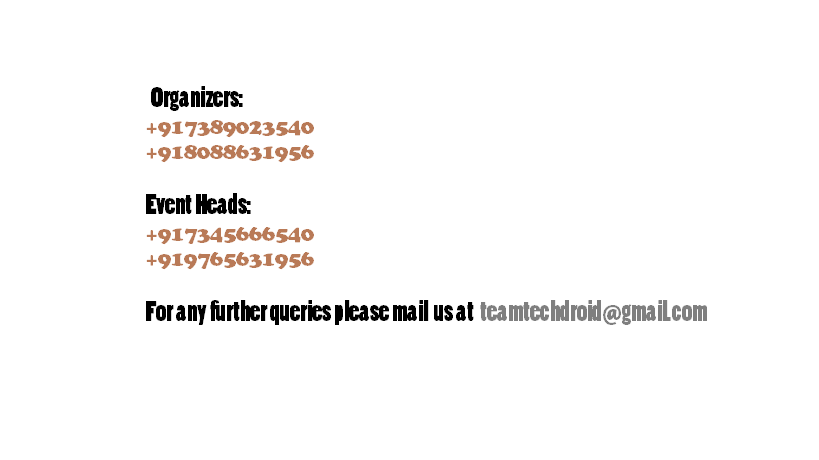 Organizers:
+917389023540
+918088631956
Event Heads:
+917345666540
+919765631956
For any further queries please mail us at teamtechdroid@gmail.com